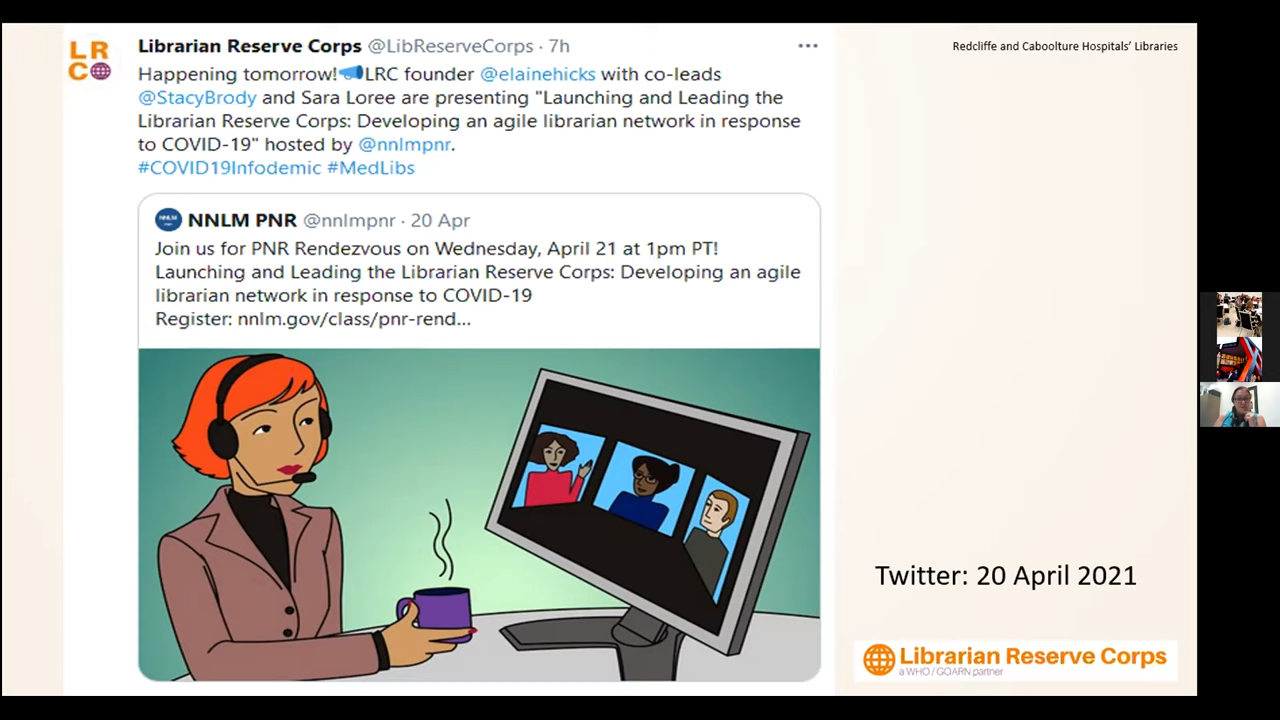 Librarian Reserve Corps @LibReserveCorps · 7h
Redcliffe and Caboolture Hospitals' Libraries
L R
C
Happening tomorrow! LRC founder @elainehicks with co-leads
@StacyBrody and Sara Loree are presenting "Launching and Leading the
Librarian Reserve Corps: Developing an agile librarian network in response
to COVID-19" hosted by @nnlmpnr.
#COVID19Infodemic #MedLibs
NNLM PNR @nnlmpnr · 20 Apr
Join us for PNR Rendezvous on Wednesday, April 21 at 1pm PT!
Launching and Leading the Librarian Reserve Corps: Developing an agile
librarian network in response to COVID-19
Register: nnlm.gov/class/pnr-rend...
Twitter: 20 April 2021
Librarian Reserve Corps
a WHO / GOARN partner